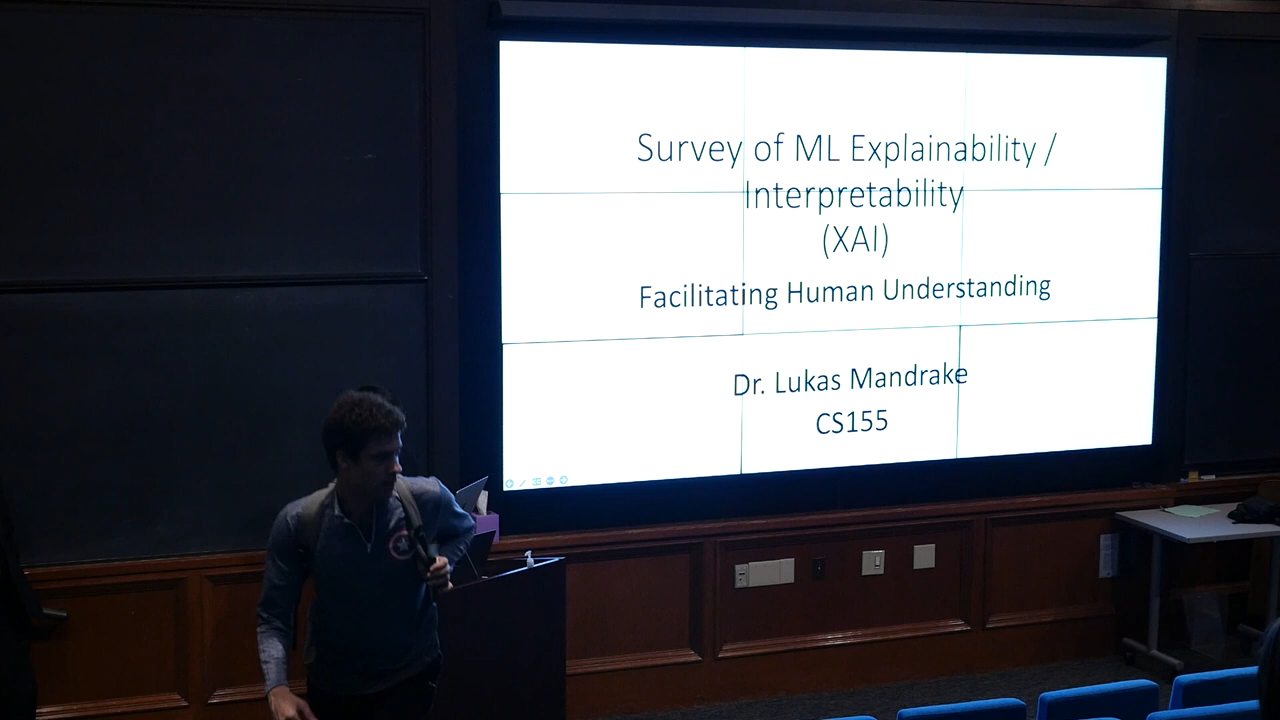 Survey of ML Explainability /
Interpretability
(XAI)
Facilitating Human Understanding
Dr. Lukas Mandrake
CS155